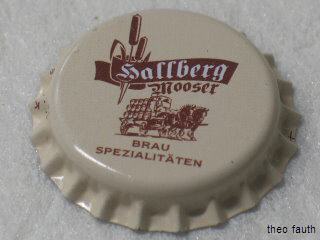 Hallberg
Mooser
BRAU
SPEZIALITÄTEN
theo fauth